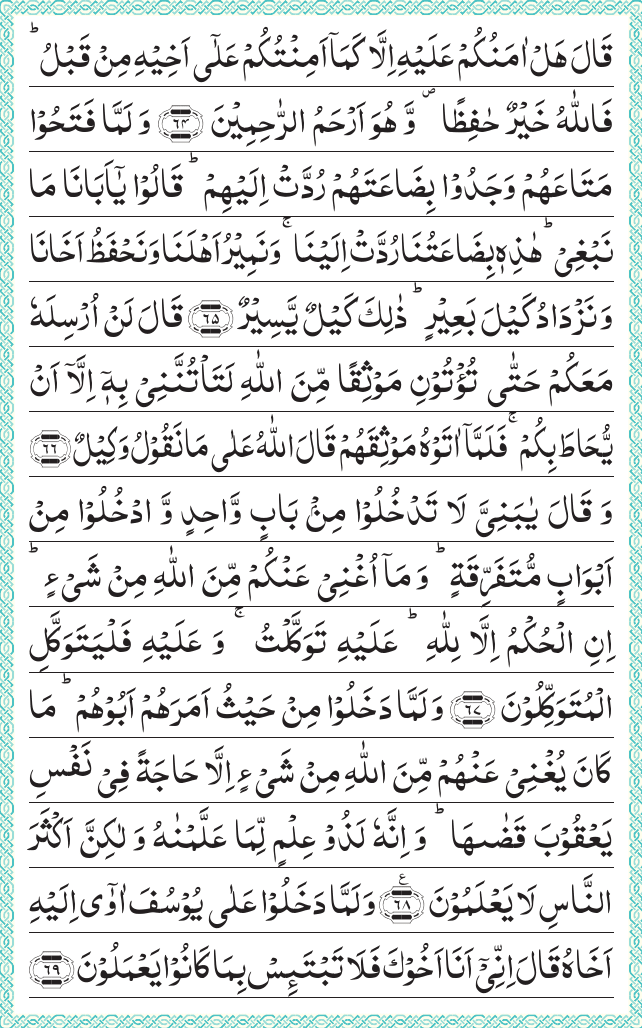 قَالَ هَلْ اٰمَنُكُمْ عَلَيْهِ اِلَّا كَمَاۤ اَمِنْتُكُمْ عَلٰۤى اَخِيْهِ مِنْ قَبْلُ ؕ
فَاللّٰهُ خَيْرٌ حٰفِظًا ۪ وَّ هُوَ اَرْحَمُ الرّٰحِمِيْنَ ﴿۶۴﴾ وَ لَمَّا فَتَحُوْا
مَتَاعَهُمْ وَجَدُوْا بِضَاعَتَهُمْ رُدَّتْ اِلَيْهِمْ ؕ قَالُوْا يٰۤاَبَانَا مَا
نَبْغِيْ ؕ هٰذِهٖ بِضَاعَتُنَا رُدَّتْ اِلَيْنَا ۚ وَ نَمِيْرُ اَهْلَنَا وَ نَحْفَظُ اَخَانَا
وَ نَزْدَادُ كَيْلَ بَعِيْرٍ ؕ ذٰلِكَ كَيْلٌ يَّسِيْرٌ ﴿۶۵﴾ قَالَ لَنْ اُرْسِلَهٗ
مَعَكُمْ حَتّٰى تُؤْتُوْنِ مَوْثِقًا مِّنَ اللّٰهِ لَتَاْتُنَّنِيْ بِهٖۤ اِلَّاۤ اَنْ
يُّحَاطَ بِكُمْ ۚ فَلَمَّاۤ اٰتَوْهُ مَوْثِقَهُمْ قَالَ اللّٰهُ عَلٰى مَا نَقُوْلُ وَكِيْلٌ ﴿۶۶﴾
وَ قَالَ يٰبَنِيَّ لَا تَدْخُلُوْا مِنْۢ بَابٍ وَّاحِدٍ وَّ ادْخُلُوْا مِنْ
اَبْوَابٍ مُّتَفَرِّقَةٍ ؕ وَ مَاۤ اُغْنِيْ عَنْكُمْ مِّنَ اللّٰهِ مِنْ شَيْءٍ ؕ
اِنِ الْحُكْمُ اِلَّا لِلّٰهِ ؕ عَلَيْهِ تَوَكَّلْتُ ۚ وَ عَلَيْهِ فَلْيَتَوَكَّلِ
الْمُتَوَكِّلُوْنَ ﴿۶۷﴾ وَ لَمَّا دَخَلُوْا مِنْ حَيْثُ اَمَرَهُمْ اَبُوْهُمْ ؕ مَا
كَانَ يُغْنِيْ عَنْهُمْ مِّنَ اللّٰهِ مِنْ شَيْءٍ اِلَّا حَاجَةً فِيْ نَفْسِ
يَعْقُوْبَ قَضٰىهَا ؕ وَ اِنَّهٗ لَذُوْ عِلْمٍ لِّمَا عَلَّمْنٰهُ وَ لٰكِنَّ اَكْثَرَ
النَّاسِ لَا يَعْلَمُوْنَ ﴿۶۸﴾ ع وَ لَمَّا دَخَلُوْا عَلٰى يُوْسُفَ اٰوٰۤى اِلَيْهِ
اَخَاهُ قَالَ اِنِّيْۤ اَنَا اَخُوْكَ فَلَا تَبْتَئِسْ بِمَا كَانُوْا يَعْمَلُوْنَ ﴿۶۹﴾